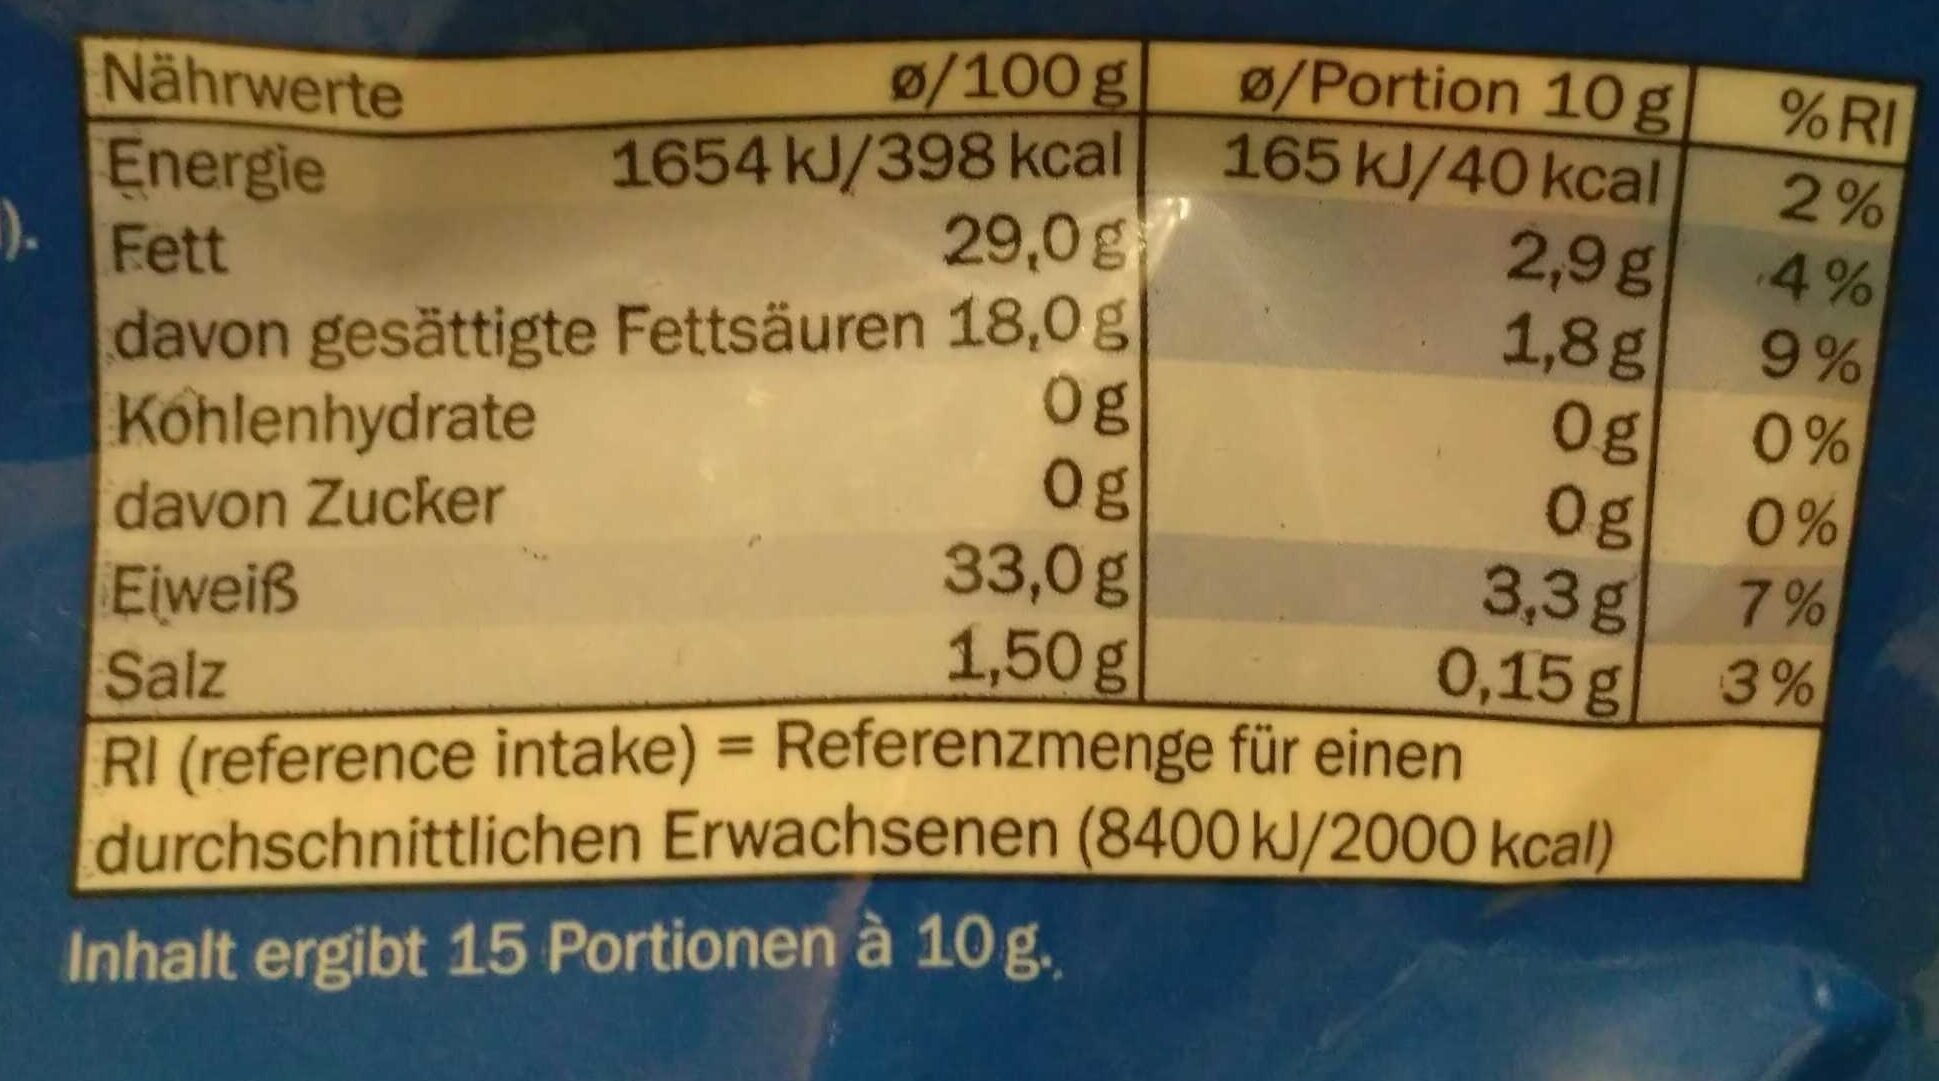 Nährwerte ø/100 g ø/Portion 10 g % RI
Energie 1654 kJ/398 kcal 165 kJ/40 kcal 2 %
Fett 29,0 g 2,9 g 4 %
davon gesättigte Fettsäuren 18,0 g 1,8 g 9 %
Kohlenhydrate 0 g 0 g 0 %
davon Zucker 0 g 0 g 0 %
Eiweiß 33,0 g 3,3 g 7 %
Salz 1,50 g 0,15 g 3 %
RI (reference intake) = Referenzmenge für einen
durchschnittlichen Erwachsenen (8400 kJ/2000 kcal)
Inhalt ergibt 15 Portionen à 10 g.